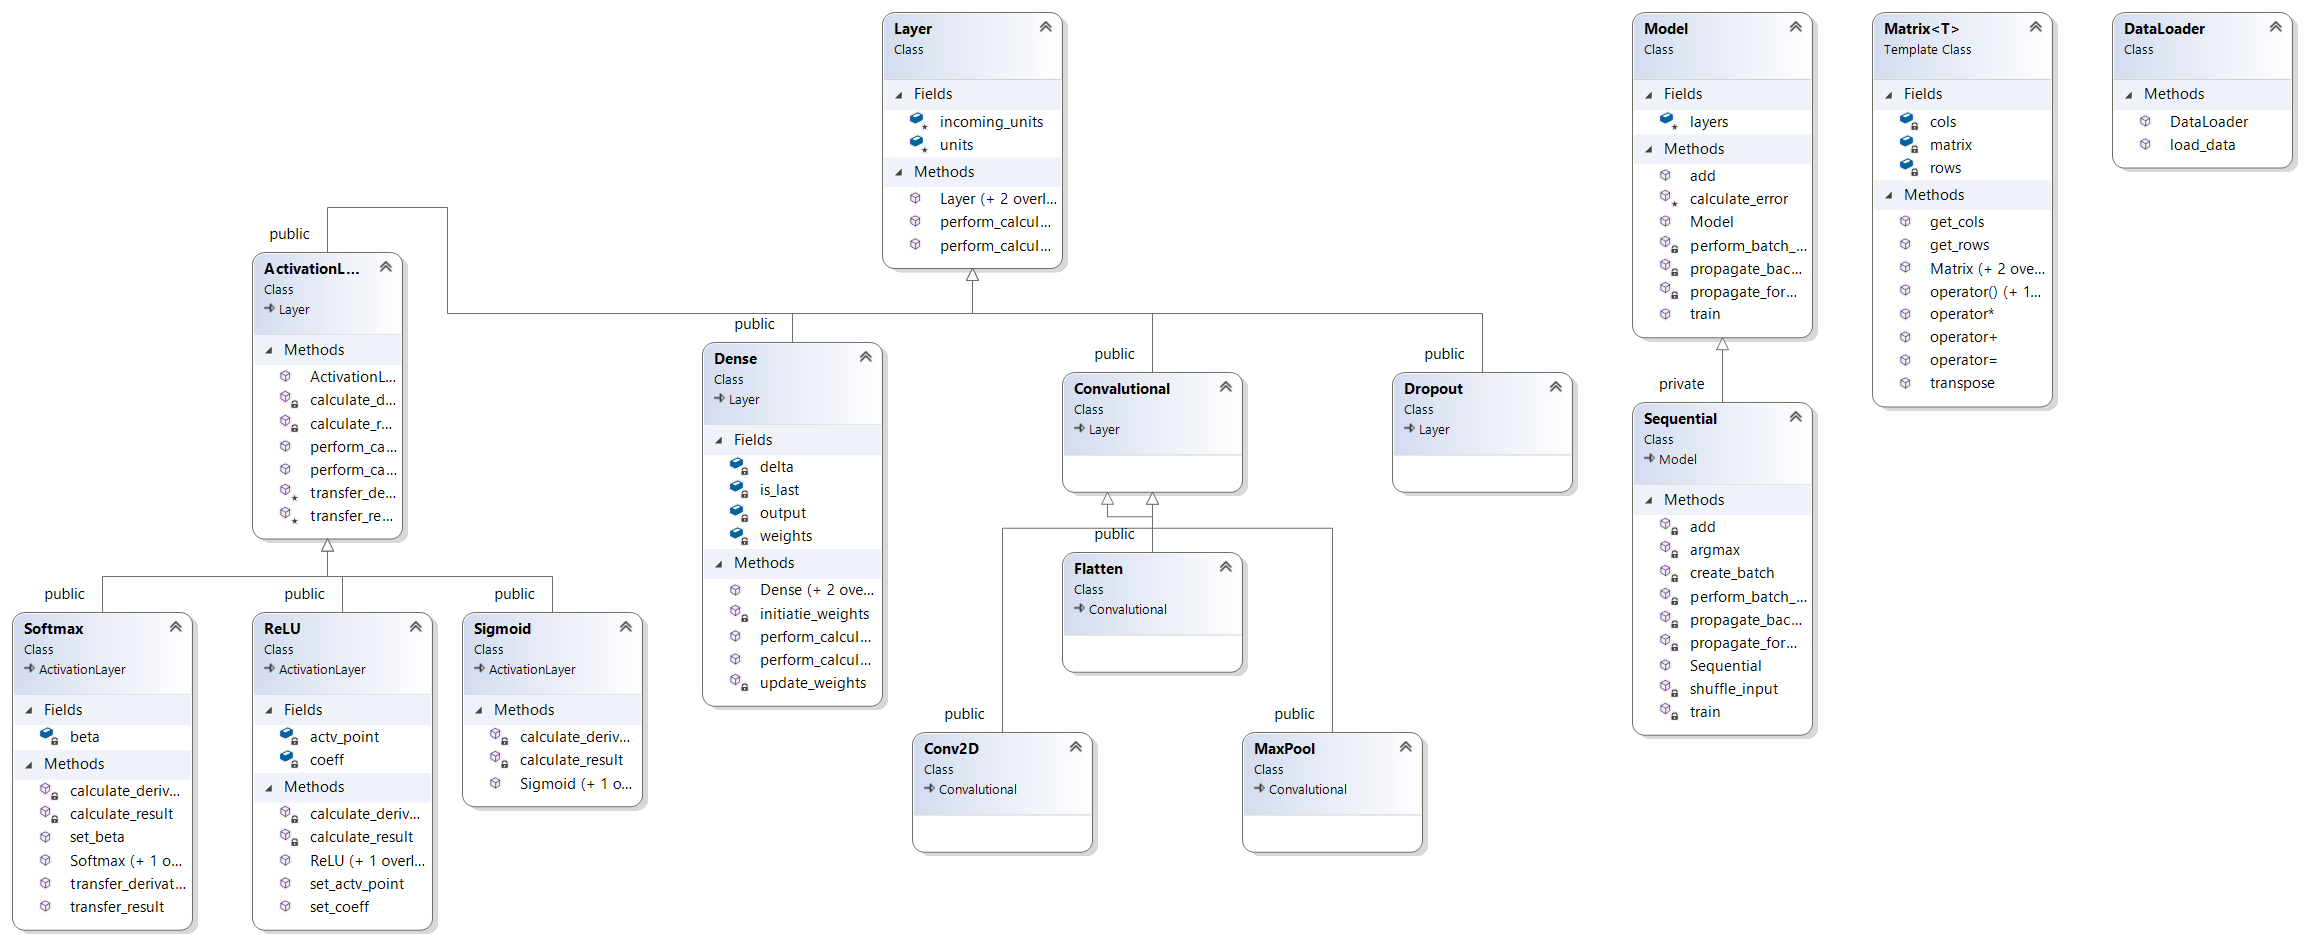 Layer
Class
Fields
incoming_units
units
Methods
Layer (+ 2 overl...
perform_calcul...
perform_calcul...
Model
Class
Fields
layers
Methods
add
calculate_error
Model
perform_batch_...
propagate_bac...
propagate_for...
train
Matrix<T>
Template Class
Fields
cols
matrix
rows
Methods
get_cols
get_rows
Matrix (+ 2 ove...
operator() (+ 1...
operator*
operator+
operator=
transpose
DataLoader
Class
Methods
DataLoader
load_data
public
ActivationL...
Class
Layer
Methods
ActivationL...
calculate_d...
calculate_r...
perform_ca...
perform_ca...
transfer_de...
transfer_re...
public
Dense
Class
Layer
Fields
delta
is_last
output
weights
Methods
Dense (+ 2 ove...
initiatie_weights
perform_calcul...
perform_calcul...
update_weights
public
Convalutional
Class
Layer
public
Dropout
Class
Layer
private
Sequential
Class
Model
Methods
add
argmax
create_batch
perform_batch_...
propagate_bac...
propagate_for...
Sequential
shuffle_input
train
public
Flatten
Class
Convalutional
public
Softmax
Class
ActivationLayer
Fields
beta
Methods
calculate_deriv...
calculate_result
set_beta
Softmax (+ 1 o...
transfer_derivat...
transfer_result
public
ReLU
Class
ActivationLayer
Fields
actv_point
coeff
Methods
calculate_deriv...
calculate_result
ReLU (+ 1 overl...
set_actv_point
set_coeff
public
Sigmoid
Class
ActivationLayer
Methods
calculate_deriv...
calculate_result
Sigmoid (+ 1 o...
public
Conv2D
Class
Convalutional
public
MaxPool
Class
Convalutional